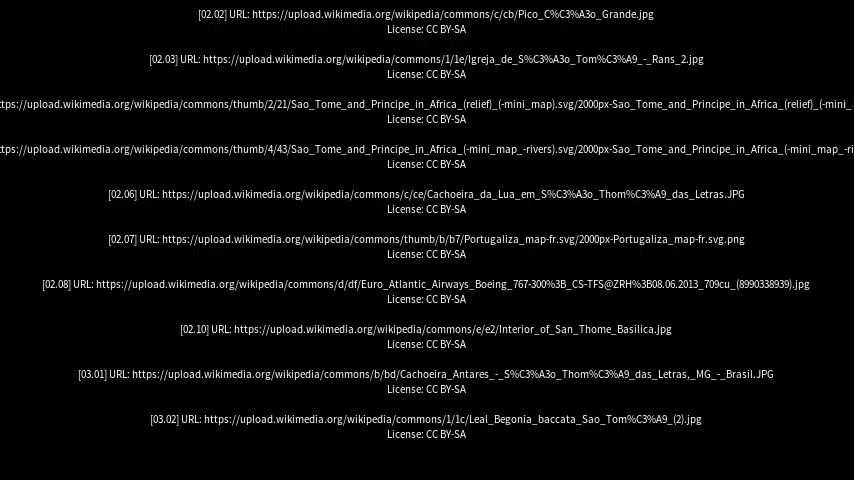 [02.02] URL: https://upload.wikimedia.org/wikipedia/commons/c/cb/Pico_C%C3%A3o_Grande.jpg
License: CC BY-SA
[02.03] URL: https://upload.wikimedia.org/wikipedia/commons/1/1e/Igreja_de_S%C3%A3o_Tom%C3%A9_-_Rans_2.jpg
License: CC BY-SA
ttps://upload.wikimedia.org/wikipedia/commons/thumb/2/21/Sao_Tome_and_Principe_in_Africa_(relief)_(-mini_map).svg/2000px-Sao_Tome_and_Principe_in_Africa_(relief)_(-mini_
License: CC BY-SA
ttps://upload.wikimedia.org/wikipedia/commons/thumb/4/43/Sao_Tome_and_Principe_in_Africa_(-mini_map_-rivers).svg/2000px-Sao_Tome_and_Principe_in_Africa_(-mini_map_-ri
License: CC BY-SA
[02.06] URL: https://upload.wikimedia.org/wikipedia/commons/c/ce/Cachoeira_da_Lua_em_S%C3%A3o_Thom%C3%A9_das_Letras.JPG
License: CC BY-SA
[02.07] URL: https://upload.wikimedia.org/wikipedia/commons/thumb/b/b7/Portugaliza_map-fr.svg/2000px-Portugaliza_map-fr.svg.png
License: CC BY-SA
[02.08] URL: https://upload.wikimedia.org/wikipedia/commons/d/df/Euro_Atlantic_Airways_Boeing_767-300%3B_CS-TFS@ZRH%3B08.06.2013_709cu_(8990338939).jpg
License: CC BY-SA
[02.10] URL: https://upload.wikimedia.org/wikipedia/commons/e/e2/Interior_of_San_Thome_Basilica.jpg
License: CC BY-SA
[03.01] URL: https://upload.wikimedia.org/wikipedia/commons/b/bd/Cachoeira_Antares_-_S%C3%A3o_Thom%C3%A9_das_Letras,_MG_-_Brasil.JPG
License: CC BY-SA
[03.02] URL: https://upload.wikimedia.org/wikipedia/commons/1/1c/Leal_Begonia_baccata_Sao_Tom%C3%A9_(2).jpg
License: CC BY-SA